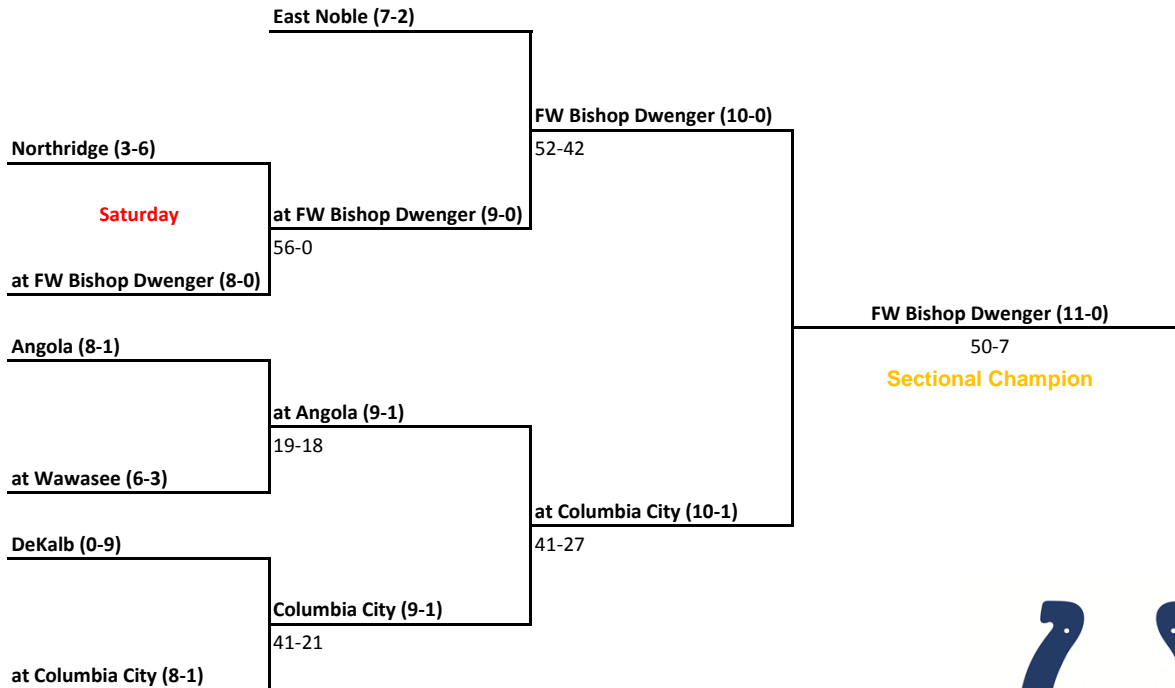 East Noble (7-2)
FW Bishop Dwenger (10-0)
52-42
Northridge (3-6)
Saturday
at FW Bishop Dwenger (9-0)
56-0
at FW Bishop Dwenger (8-0)
FW Bishop Dwenger (11-0)
50-7
Sectional Champion
Angola (8-1)
at Angola (9-1)
19-18
at Wawasee (6-3)
at Columbia City (10-1)
41-27
DeKalb (0-9)
Columbia City (9-1)
41-21
at Columbia City (8-1)